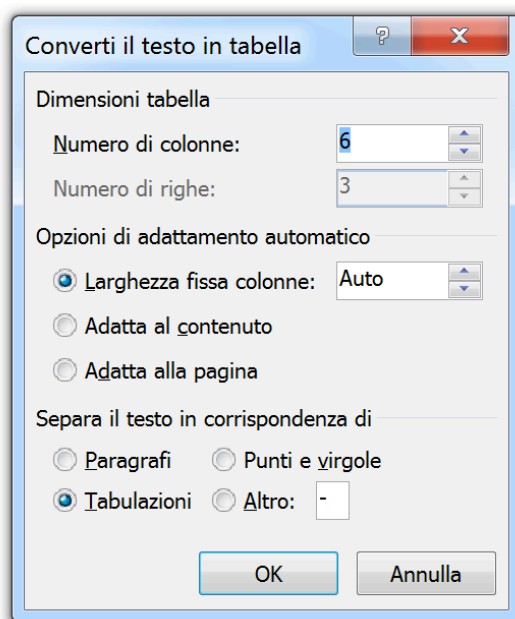 Converti il testo in tabella
Dimensioni tabella
Numero di colonne: 6
Numero di righe: 3
Opzioni di adattamento automatico
Larghezza fissa colonne: Auto
Adatta al contenuto
Adatta alla pagina
Separa il testo in corrispondenza di
Paragrafi Punti e virgole
Tabulazioni Altro: -
OK Annulla